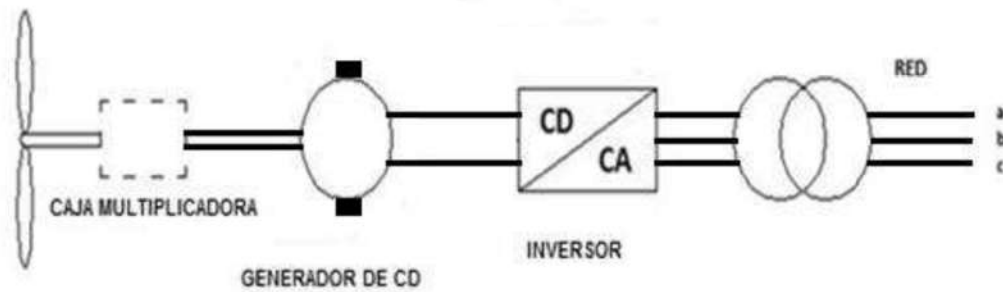 RED
CD
CA
a
b
c
CAJA MULTIPLICADORA
INVERSOR
GENERADOR DE CD